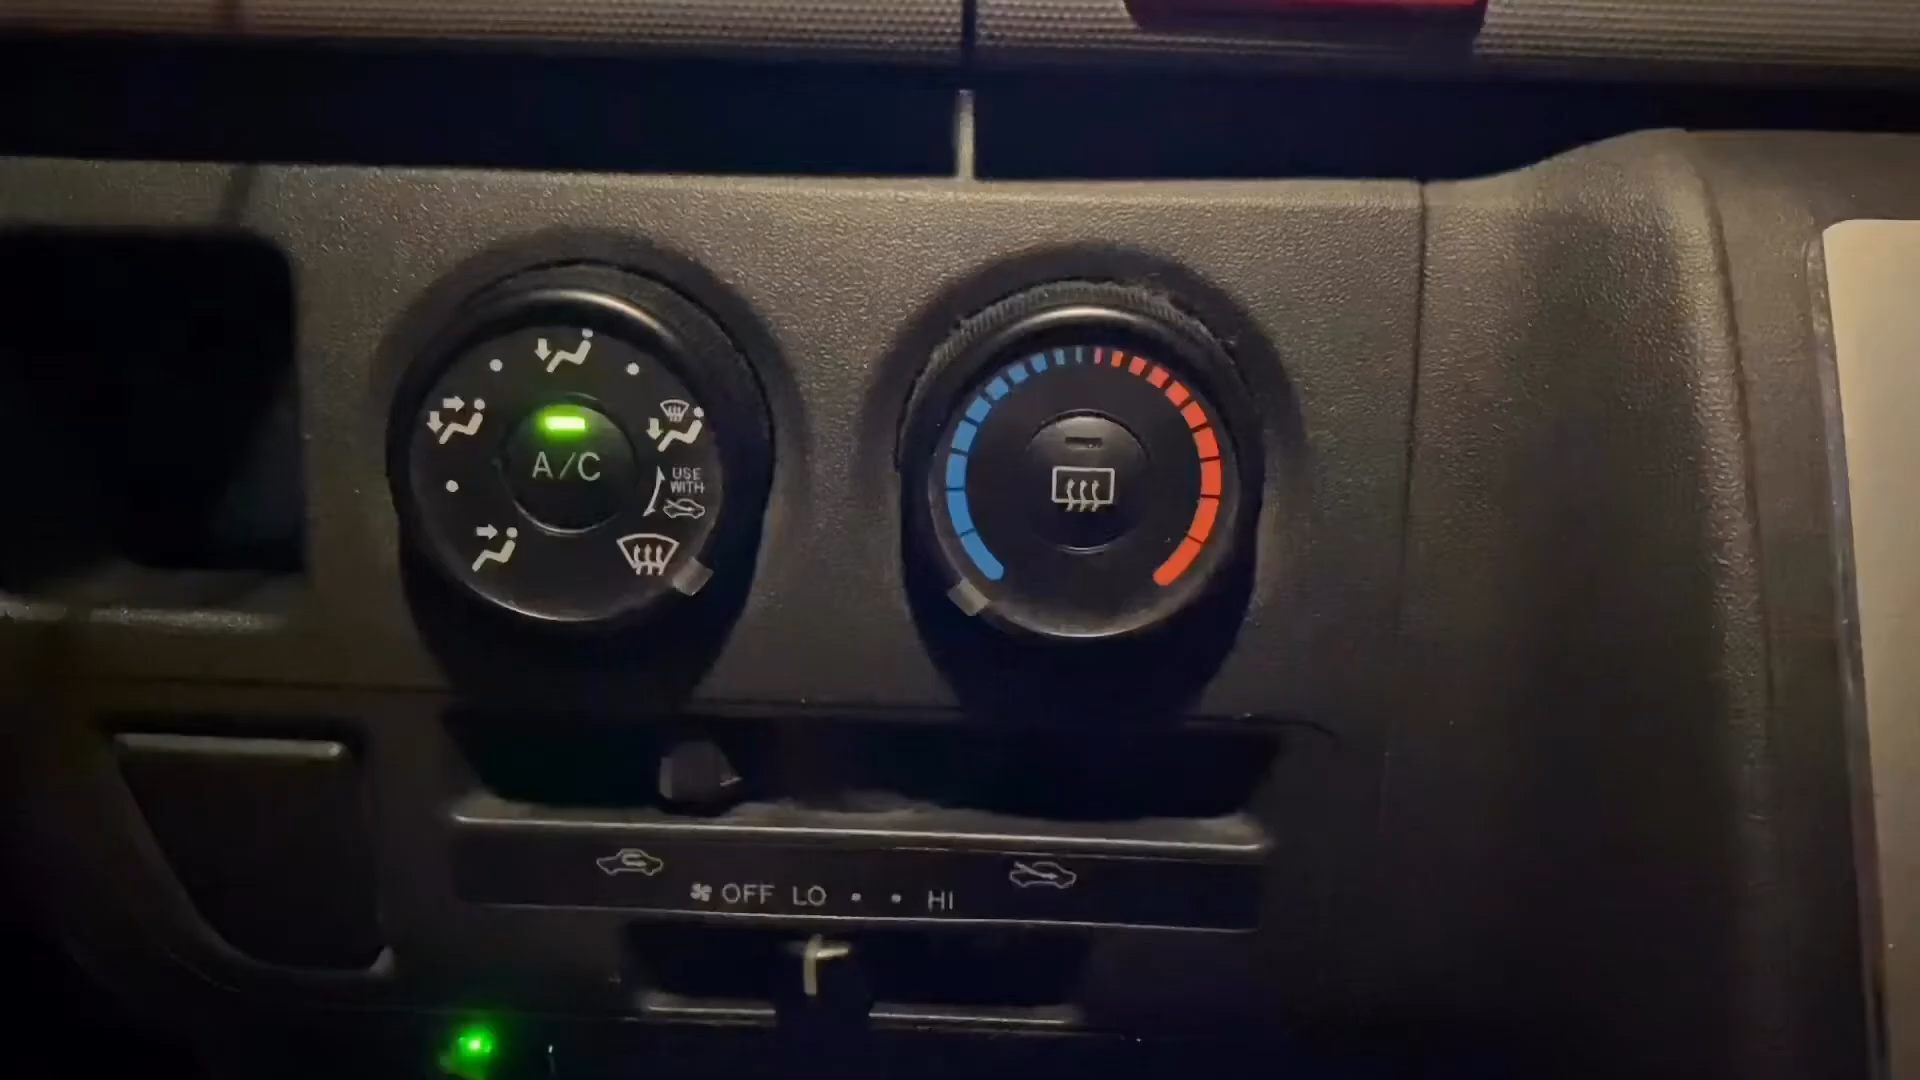 A/C
USE
WITH
OFF LO • • HI